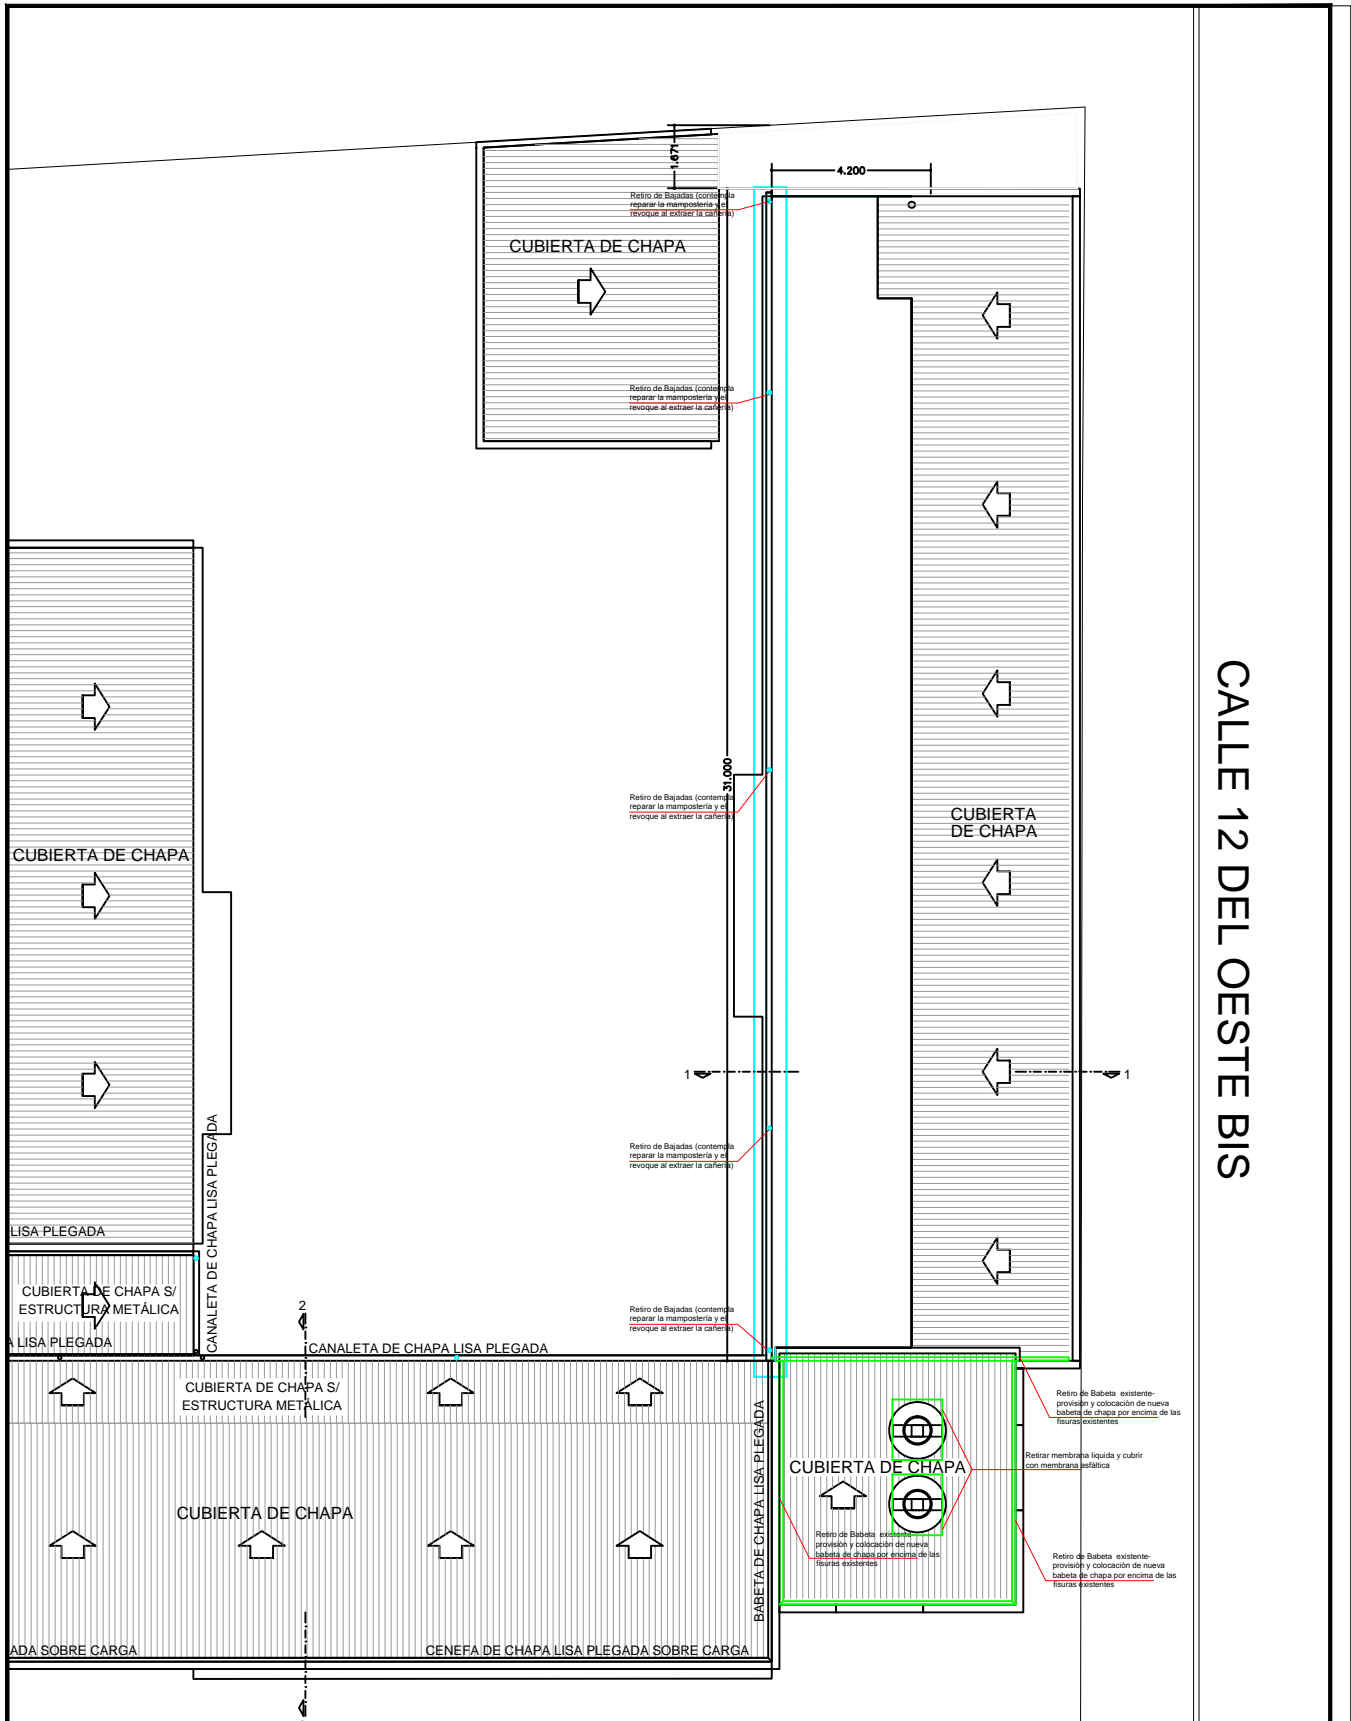 1.671
4.200
Retiro de Bajadas (contempla
reparar la mampostería y el
revoque al extraer la cañería)
CUBIERTA DE CHAPA
Retiro de Bajadas (contempla
reparar la mampostería y el
revoque al extraer la cañería)
CALLE 12 DEL OESTE BIS
31.000
Retiro de Bajadas (contempla
reparar la mampostería y el
revoque al extraer la cañería)
CUBIERTA
DE CHAPA
CUBIERTA DE CHAPA
1
1
Retiro de Bajadas (contempla
reparar la mampostería y el
revoque al extraer la cañería)
CANALETA DE CHAPA LISA PLEGADA
LISA PLEGADA
CUBIERTA DE CHAPA S/
ESTRUCTURA METÁLICA
2
Retiro de Bajadas (contempla
reparar la mampostería y el
revoque al extraer la cañería)
A LISA PLEGADA
CANALETA DE CHAPA LISA PLEGADA
CUBIERTA DE CHAPA S/
ESTRUCTURA METÁLICA
Retiro de Babeta existente-
provisión y colocación de nueva
babeta de chapa por encima de las
fisuras existentes
BABETA DE CHAPA LISA PLEGADA
Retirar membrana liquida y cubrir
con membrana asfáltica
CUBIERTA DE CHAPA
CUBIERTA DE CHAPA
Retiro de Babeta existente-
provisión y colocación de nueva
babeta de chapa por encima de las
fisuras existentes
Retiro de Babeta existente-
provisión y colocación de nueva
babeta de chapa por encima de las
fisuras existentes
ADA SOBRE CARGA
CENEFA DE CHAPA LISA PLEGADA SOBRE CARGA